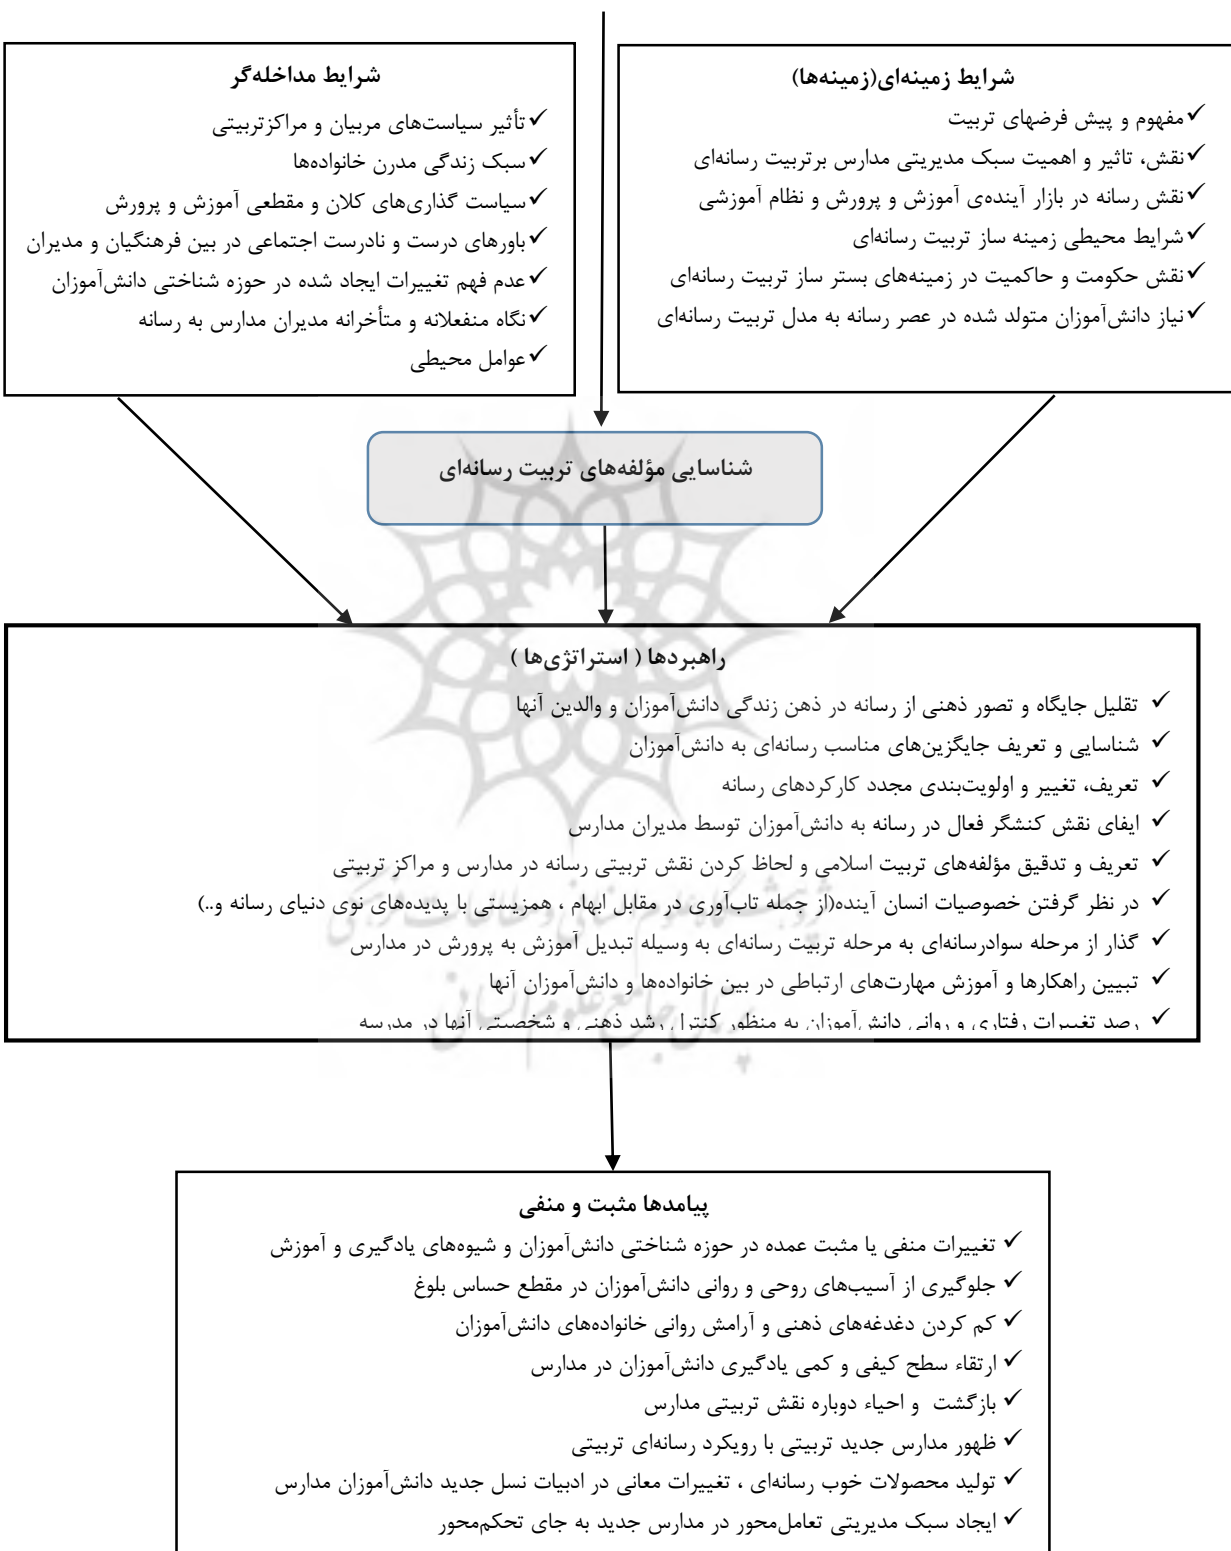 شرایط زمینه‌ای(زمینه‌ها)
✓مفهوم و پیش فرضهای تربیت
✓نقش، تاثیر و اهمیت سبک مدیریتی مدارس برتربیت رسانه‌ای
✓نقش رسانه در بازار آینده‌ی آموزش و پرورش و نظام آموزشی
✓شرایط محیطی زمینه ساز تربیت رسانه‌ای
✓نقش حکومت و حاکمیت در زمینه‌های بستر ساز تربیت رسانه‌ای
✓نیاز دانش‌آموزان متولد شده در عصر رسانه به مدل تربیت رسانه‌ای
شرایط مداخله‌گر
✓تأثیر سیاست‌های مربیان و مراکزتربیتی
✓سبک زندگی مدرن خانواده‌ها
✓سیاست گذاری‌های کلان و مقطعی آموزش و پرورش
✓باورهای درست و نادرست اجتماعی در بین فرهنگیان و مدیران
✓عدم فهم تغییرات ایجاد شده در حوزه شناختی دانش‌آموزان
✓نگاه منفعلانه و متأخرانه مدیران مدارس به رسانه
✓عوامل محیطی
شناسایی مؤلفه‌های تربیت رسانه‌ای
راهبردها ( استراتژی‌ها )
✓ تقلیل جایگاه و تصور ذهنی از رسانه در ذهن زندگی دانش‌آموزان و والدین آنها
✓ شناسایی و تعریف جایگزین‌های مناسب رسانه‌ای به دانش‌آموزان
✓ تعریف، تغییر و اولویت‌بندی مجدد کارکردهای رسانه
✓ ایفای نقش کنشگر فعال در رسانه به دانش‌آموزان توسط مدیران مدارس
✓ تعریف و تدقیق مؤلفه‌های تربیت اسلامی و لحاظ کردن نقش تربیتی رسانه در مدارس و مراکز تربیتی
✓ در نظر گرفتن خصوصیات انسان آینده(از جمله تاب‌آوری در مقابل ابهام ، همزیستی با پدیده‌های نوی دنیای رسانه و..)
✓ گذار از مرحله سوادرسانه‌ای به مرحله تربیت رسانه‌ای به وسیله تبدیل آموزش به پرورش در مدارس
✓ تبیین راهکارها و آموزش مهارت‌های ارتباطی در بین خانواده‌ها و دانش‌آموزان آنها
✓ رصد تغییرات رفتاری و روانی دانش‌آموزان به منظور کنترل رشد ذهنی و شخصیتی آنها در مدرسه
پژوهشگاه علوم انسانی و مطالعات فرهنگی
پرتال جامع علوم انسانی
پیامدها مثبت و منفی
✓ تغییرات منفی یا مثبت عمده در حوزه شناختی دانش‌آموزان و شیوه‌های یادگیری و آموزش
✓ جلوگیری از آسیب‌های روحی و روانی دانش‌آموزان در مقطع حساس بلوغ
✓ کم کردن دغدغه‌های ذهنی و آرامش روانی خانواده‌های دانش‌آموزان
✓ ارتقاء سطح کیفی و کمی یادگیری دانش‌آموزان در مدارس
✓ بازگشت و احیاء دوباره نقش تربیتی مدارس
✓ ظهور مدارس جدید تربیتی با رویکرد رسانه‌ای تربیتی
✓ تولید محصولات خوب رسانه‌ای ، تغییرات معانی در ادبیات نسل جدید دانش‌آموزان مدارس
✓ ایجاد سبک مدیریتی تعامل‌محور در مدارس جدید به جای تحکم‌محور